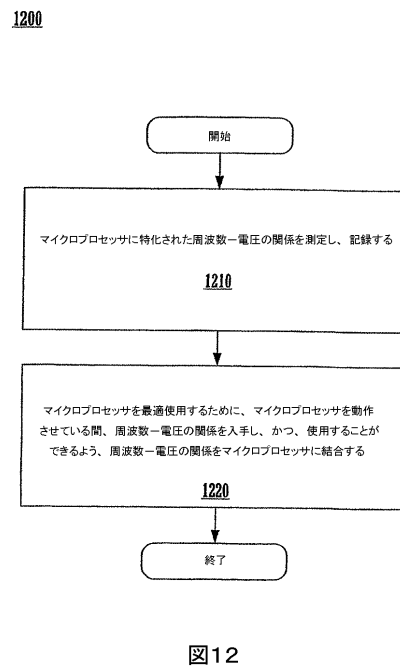 1200
開始
マイクロプロセッサに特化された周波数ー電圧の関係を測定し、記録する
1210
マイクロプロセッサを最適使用するために、マイクロプロセッサを動作
させている間、周波数ー電圧の関係を入手し、かつ、使用することが
できるよう、周波数ー電圧の関係をマイクロプロセッサに結合する
1220
終了
図12